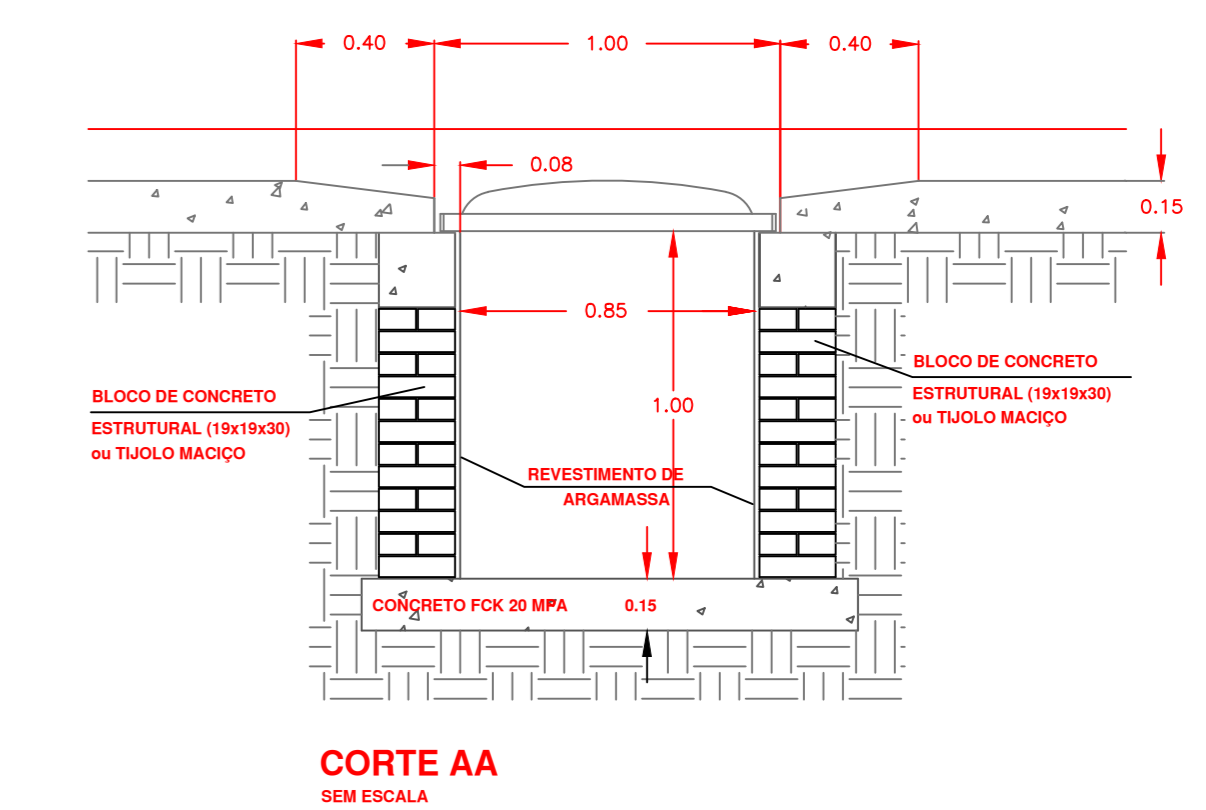 0.40
1.00
0.40
0.08
0.15
0.85
BLOCO DE CONCRETO
ESTRUTURAL (19x19x30)
ou TIJOLO MACIÇO
BLOCO DE CONCRETO
ESTRUTURAL (19x19x30)
ou TIJOLO MACIÇO
1.00
REVESTIMENTO DE
ARGAMASSA
CONCRETO FCK 20 MPA
0.15
CORTE AA
SEM ESCALA